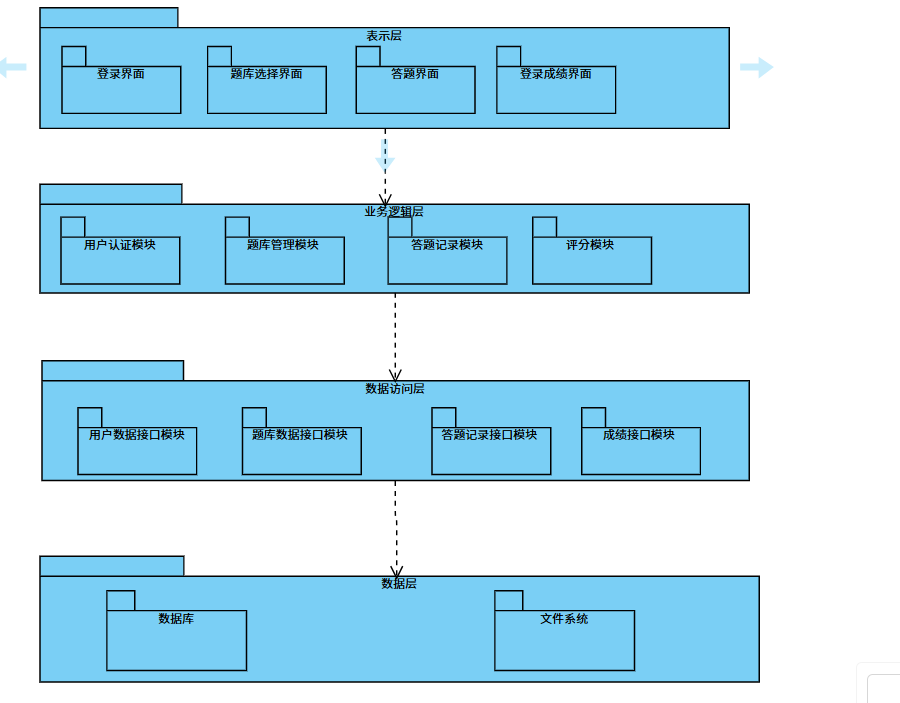 表示层
登录界面
题库选择界面
答题界面
登录成绩界面
业务逻辑层
用户认证模块
题库管理模块
答题记录模块
评分模块
数据访问层
用户数据接口模块
题库数据接口模块
答题记录接口模块
成绩接口模块
数据层
数据库
文件系统